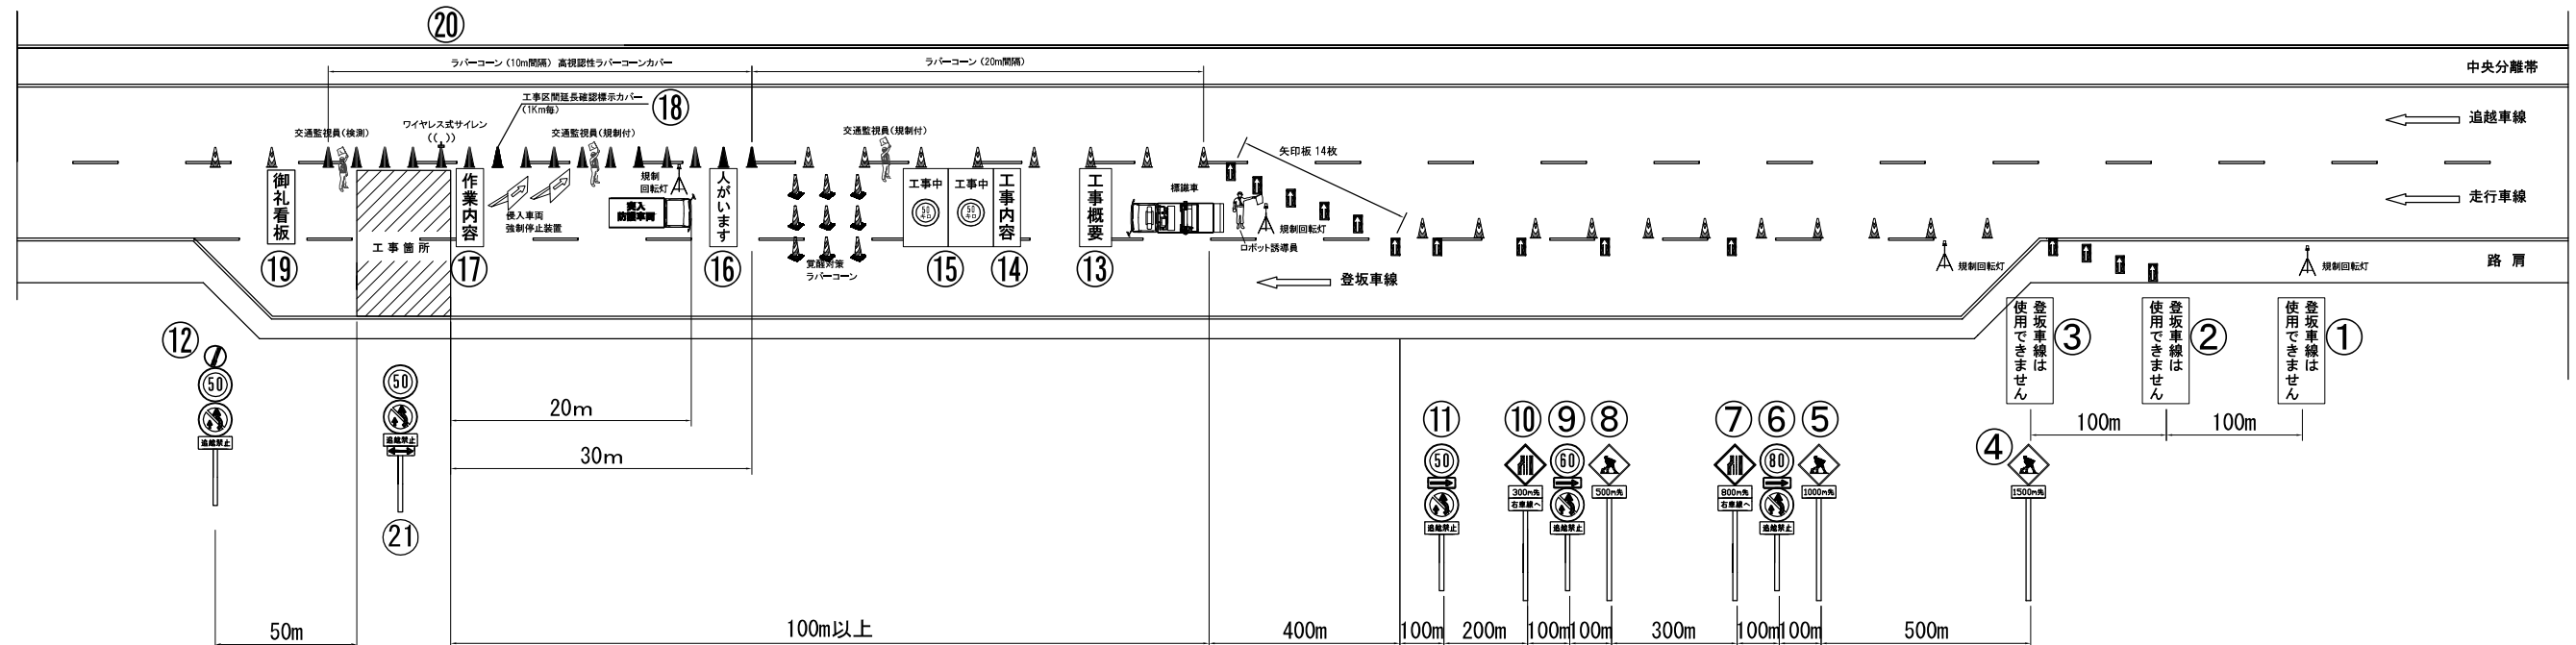 ⑳
ラバーコーン（10m間隔） 高視認性ラバーコーンカバー
ラバーコーン（20m間隔）
中央分離帯
工事区間延長確認標示カバー
（1Km毎）
⑱
追越車線
交通監視員（検測）
ワイヤレス式サイレン
((　))
交通監視員（規制付）
交通監視員（規制付）
矢印板 14枚
御礼看板
⑲
工事箇所
作業内容
⑰
侵入車両
強制停止装置
規制
回転灯
突入
防護車両
人がいます
⑯
覚醒対策
ラバーコーン
工事中
50
キロ
工事中
50
キロ
⑮
工事内容
⑭
工事概要
⑬
標識車
規制回転灯
ロボット誘導員
走行車線
登坂車線
規制回転灯
規制回転灯
路 肩
登坂車線は
使用できません
③
登坂車線は
使用できません
②
登坂車線は
使用できません
①
100m
100m
⑫
50
追越禁止
50
追越禁止
㉑
20m
30m
⑪
50
追越禁止
⑩
300m先
右車線へ
⑨
60
追越禁止
⑧
500m先
⑦
800m先
右車線へ
⑥
80
追越禁止
⑤
1000m先
④
1500m先
50m
100m以上
400m
100m
200m
100m
100m
300m
100m
100m
500m